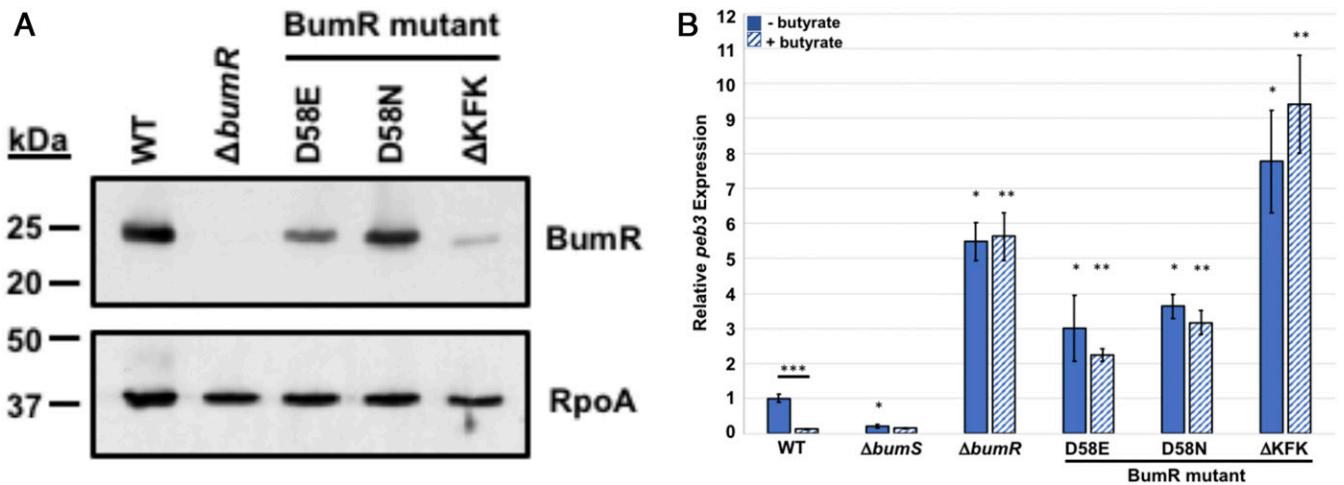 A
BumR mutant
kDa
WT
ΔbumR
D58E
D58N
ΔKFK
25
20
BumR
50
37
RpoA
B
- butyrate
+ butyrate
Relative peb3 Expression
12
11
10
9
8
7
6
5
4
3
2
1
0
***
*
* **
* **
* **
* **
WT
ΔbumS
ΔbumR
D58E
D58N
ΔKFK
BumR mutant